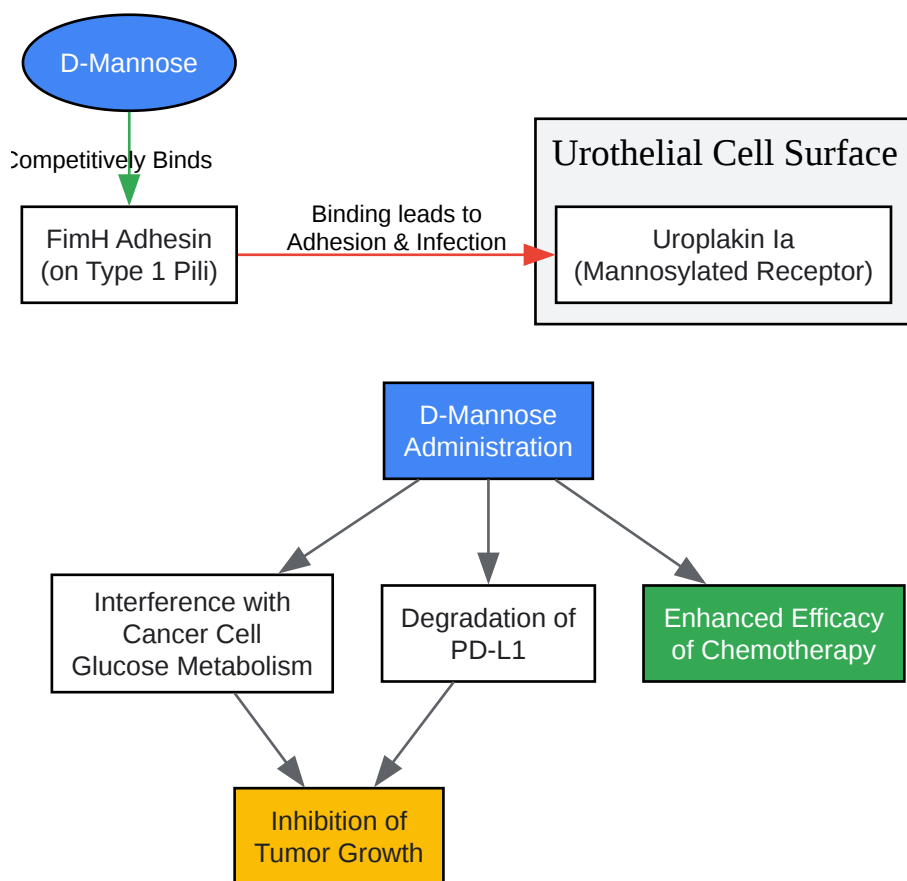 D-Mannose
Competitively Binds
Urothelial Cell Surface
FimH Adhesin
(on Type 1 Pili)
Binding leads to
Adhesion & Infection
Uroplakin Ia
(Mannosylated Receptor)
D-Mannose
Administration
Interference with
Cancer Cell
Glucose Metabolism
Degradation of
PD-L1
Enhanced Efficacy
of Chemotherapy
Inhibition of
Tumor Growth